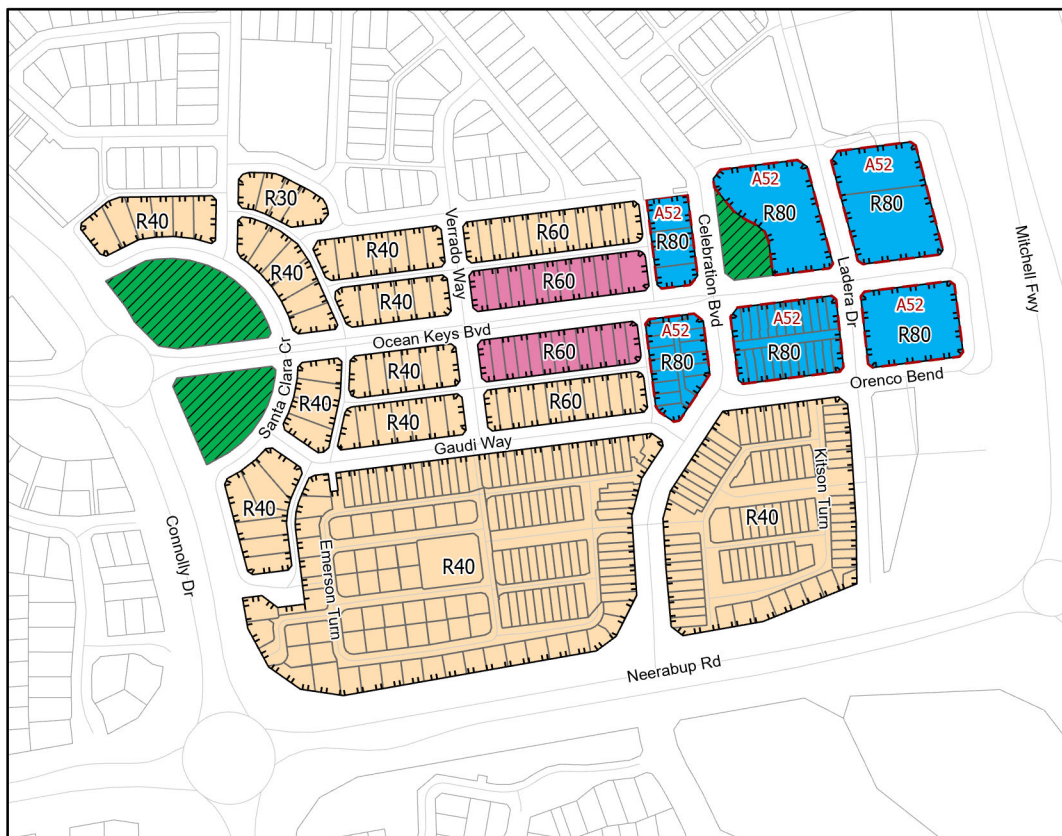 A52
A52
R80
R80
R30
R40
A52
R80
Verrado Way
R40
R60
Celebration Bvd
Mitchell Fwy
R40
R40
R60
Ladera Dr
A52
Ocean Keys Bvd
A52
A52
R80
R80
R80
Santa Clara Cr
R40
R60
R40
Orenco Bend
R40
R60
Gaudi Way
Kitson Turn
R40
R40
Connolly Dr
Emerson Turn
R40
Neerabup Rd